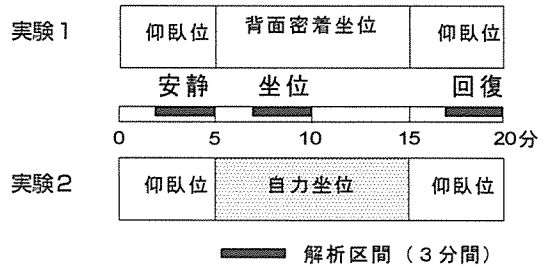 実験1
仰臥位 背面密着坐位 仰臥位
安静 坐位 回復
0 5 10 15 20分
実験2
仰臥位 自力坐位 仰臥位
解析区間（3分間）